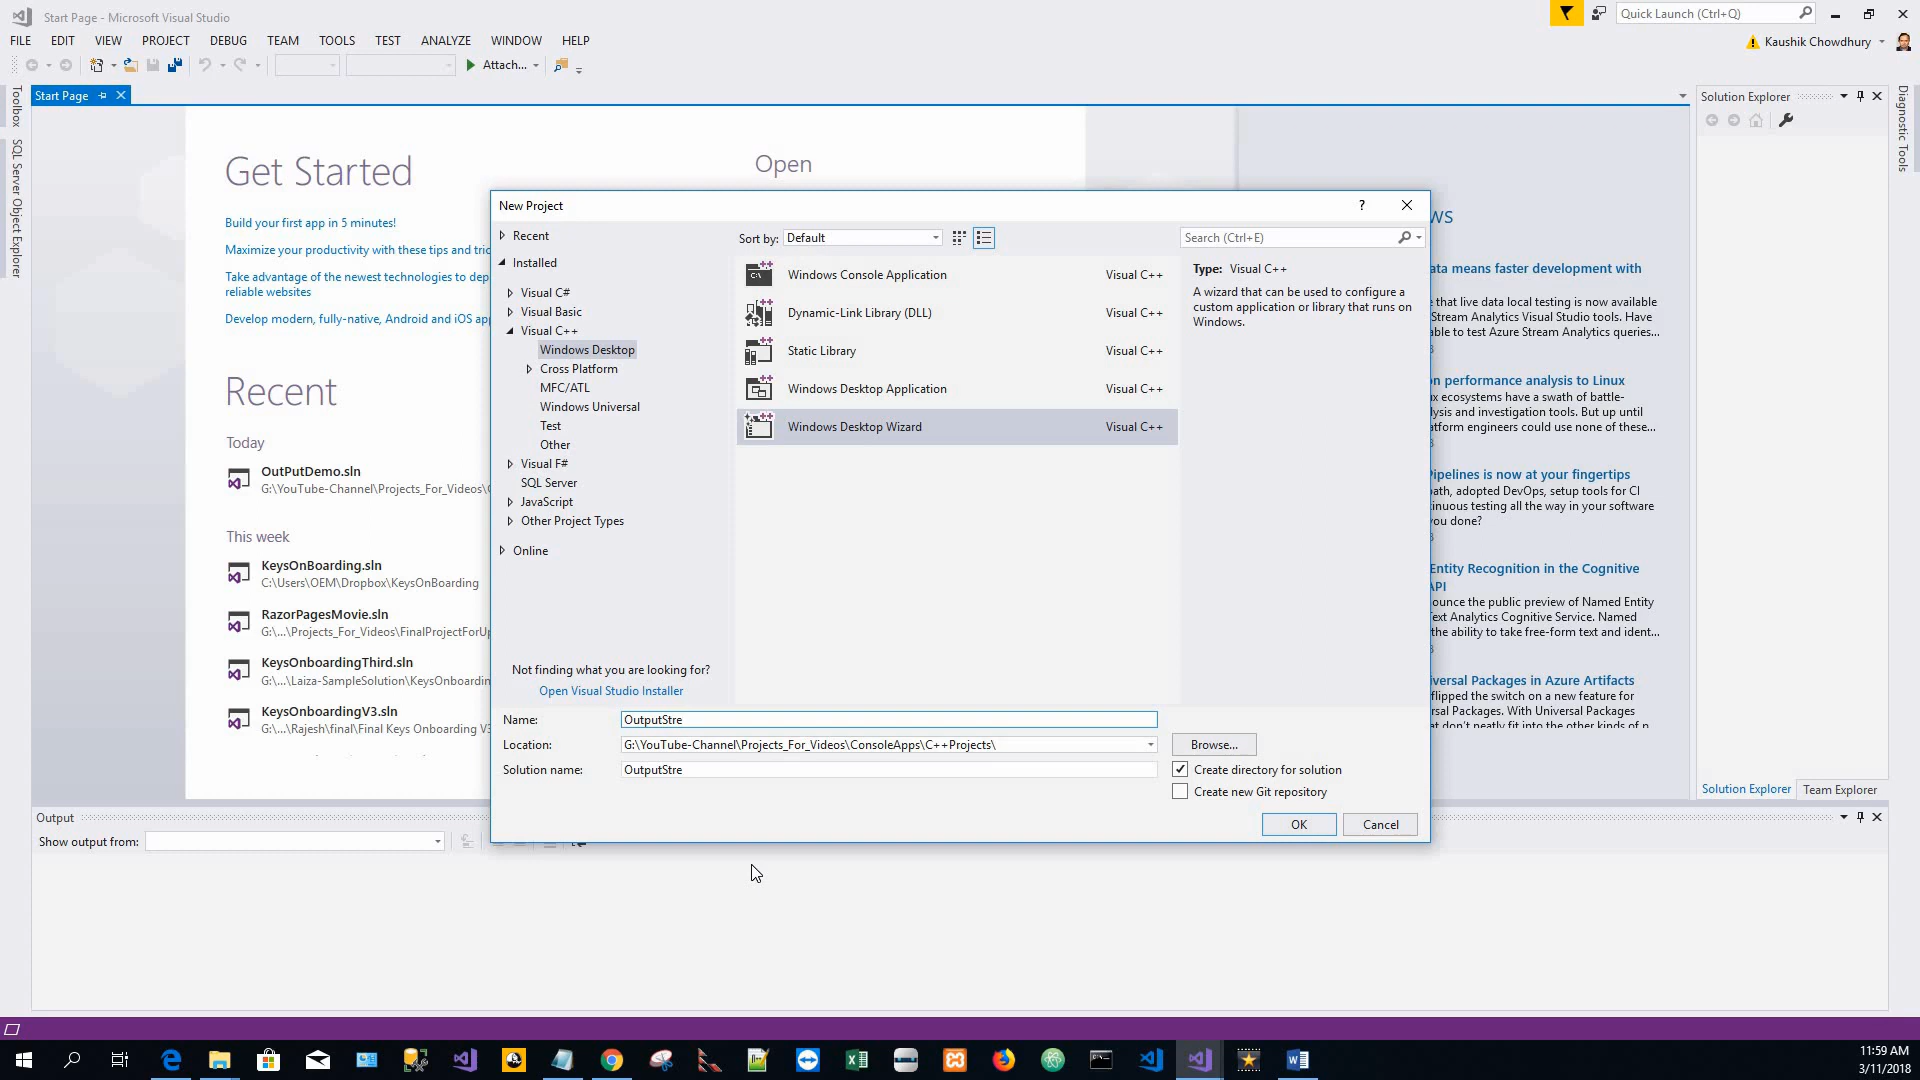 Start Page - Microsoft Visual Studio
Quick Launch (Ctrl+Q)
FILE EDIT VIEW PROJECT DEBUG TEAM TOOLS TEST ANALYZE WINDOW HELP
Kaushik Chowdhury
Attach...
Start Page
Solution Explorer
Toolbox
SQL Server Object Explorer
Diagnostic Tools
Get Started
Build your first app in 5 minutes!
Maximize your productivity with these tips and tric
Take advantage of the newest technologies to dep
reliable websites
Develop modern, fully-native, Android and iOS app
Recent
Today
OutPutDemo.sln
G:\YouTube-Channel\Projects_For_Videos\
This week
KeysOnBoarding.sln
C:\Users\OEM\Dropbox\KeysOnBoarding
RazorPagesMovie.sln
G:\...\Projects_For_Videos\FinalProjectForU
KeysOnboardingThird.sln
G:\...\Laiza-SampleSolution\KeysOnboardin
KeysOnboardingV3.sln
G:\...\Rajesh\final\Final Keys Onboarding V3
Open
New Project
?
Recent
Installed
Visual C#
Visual Basic
Visual C++
Windows Desktop
Cross Platform
MFC/ATL
Windows Universal
Test
Other
Visual F#
SQL Server
JavaScript
Other Project Types
Online
Not finding what you are looking for?
Open Visual Studio Installer
Sort by: Default
Search (Ctrl+E)
Windows Console Application Visual C++
Dynamic-Link Library (DLL) Visual C++
Static Library Visual C++
Windows Desktop Application Visual C++
Windows Desktop Wizard Visual C++
Type: Visual C++
A wizard that can be used to configure a
custom application or library that runs on
Windows.
Name: OutputStre
Location: G:\YouTube-Channel\Projects_For_Videos\ConsoleApps\C++Projects\
Browse...
Solution name: OutputStre
Create directory for solution
Create new Git repository
OK Cancel
ws
ata means faster development with
that live data local testing is now available
Stream Analytics Visual Studio tools. Have
ble to test Azure Stream Analytics queries...
on performance analysis to Linux
ux ecosystems have a swath of battle-
lysis and investigation tools. But up until
atform engineers could use none of these...
Pipelines is now at your fingertips
ath, adopted DevOps, setup tools for CI
tinuous testing all the way in your software
you done?
Entity Recognition in the Cognitive
API
ounce the public preview of Named Entity
Text Analytics Cognitive Service. Named
the ability to take free-form text and ident...
iversal Packages in Azure Artifacts
flipped the switch on a new feature for
rsal Packages. With Universal Packages
Solution Explorer Team Explorer
Output
Show output from:
11:59 AM
3/11/2018